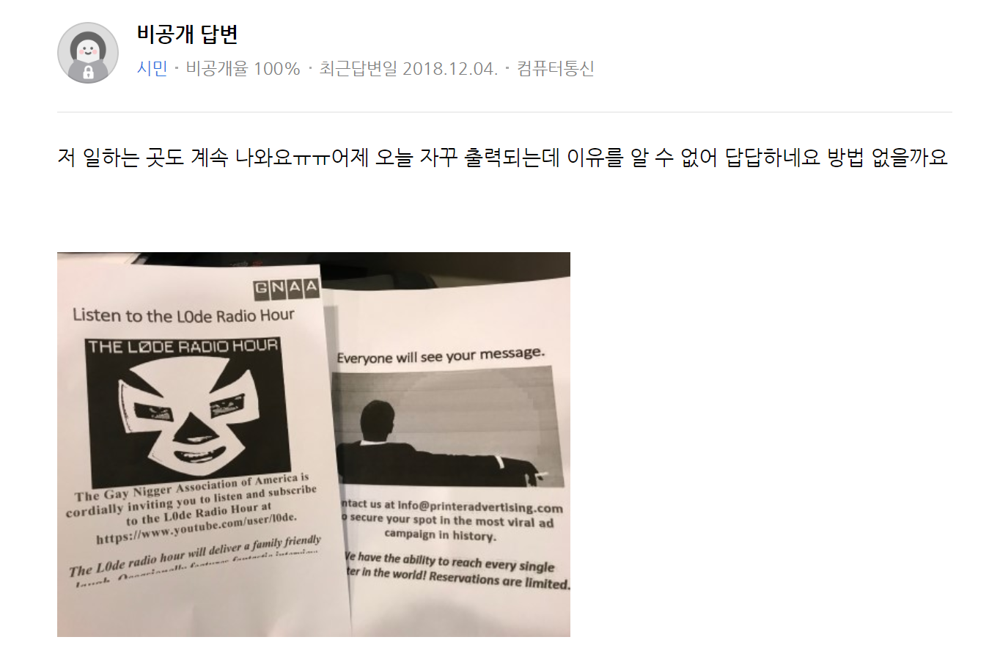 비공개 답변
시민 · 비공개율 100% · 최근답변일 2018.12.04. · 컴퓨터통신
저 일하는 곳도 계속 나와요ㅠㅠ어제 오늘 자꾸 출력되는데 이유를 알 수 없어 답답하네요 방법 없을까요
GNAA
Listen to the L0de Radio Hour
THE LØDE RADIO HOUR
The Gay Nigger Association of America is
cordially inviting you to listen and subscribe
to the L0de Radio Hour at
https://www.youtube.com/user/l0de.
The L0de radio hour will deliver a family friendly
laugh. Occasionally features fantastic
Everyone will see your message.
ntact us at info@printeradvertising.com
o secure your spot in the most viral ad
campaign in history.
We have the ability to reach every single
ter in the world! Reservations are limited.